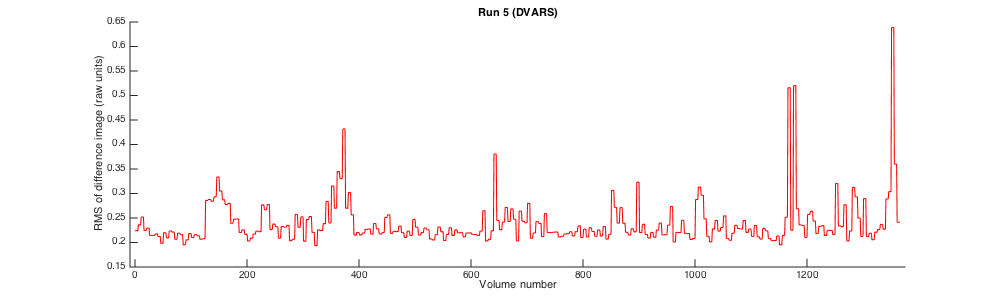 Run 5 (DVARS)
RMS of difference image (raw units)
0.65
0.6
0.55
0.5
0.45
0.4
0.35
0.3
0.25
0.2
0.15
0 200 400 600 800 1000 1200
Volume number